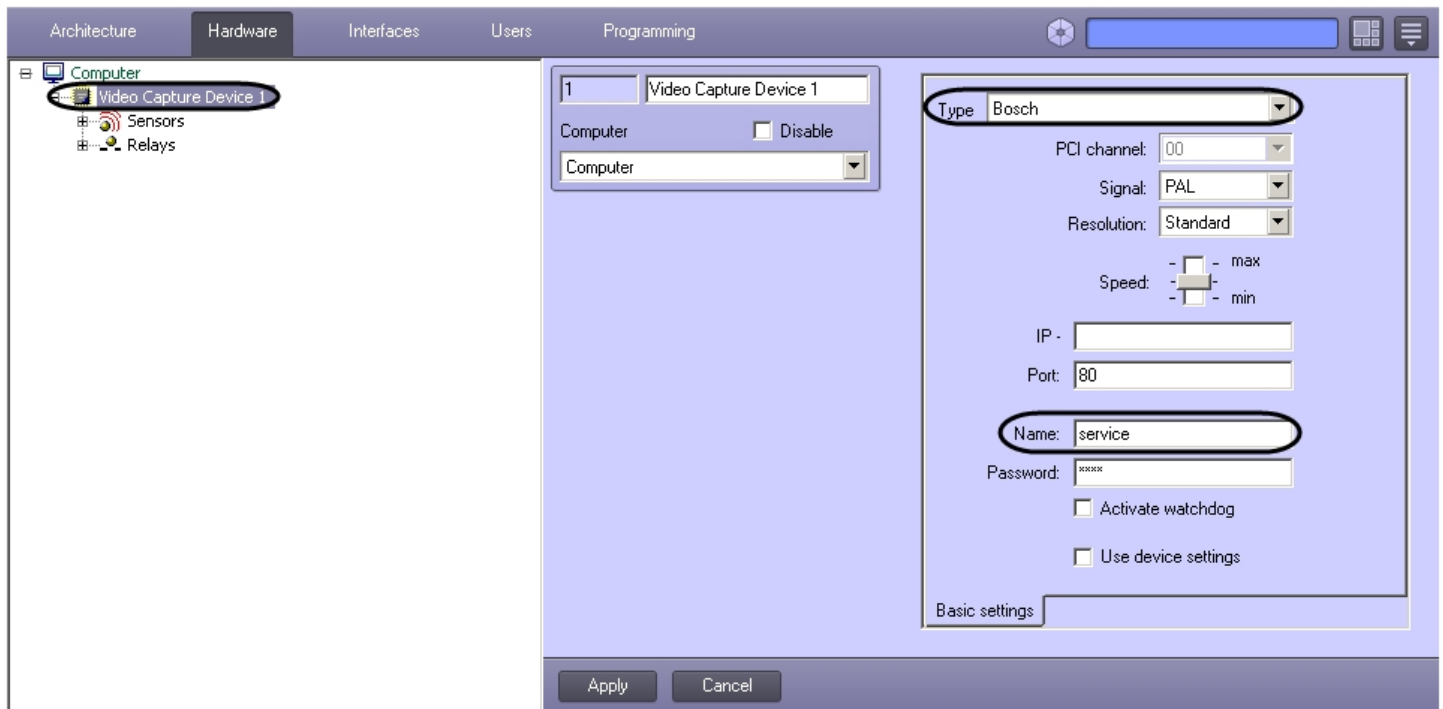 Architecture Hardware Interfaces Users Programming
Computer
Video Capture Device 1
Sensors
Relays
1 Video Capture Device 1
Computer Disable
Computer
Type Bosch
PCI channel: 00
Signal: PAL
Resolution: Standard
max
Speed:
min
IP -
Port: 80
Name: service
Password: ****
Activate watchdog
Use device settings
Basic settings
Apply Cancel